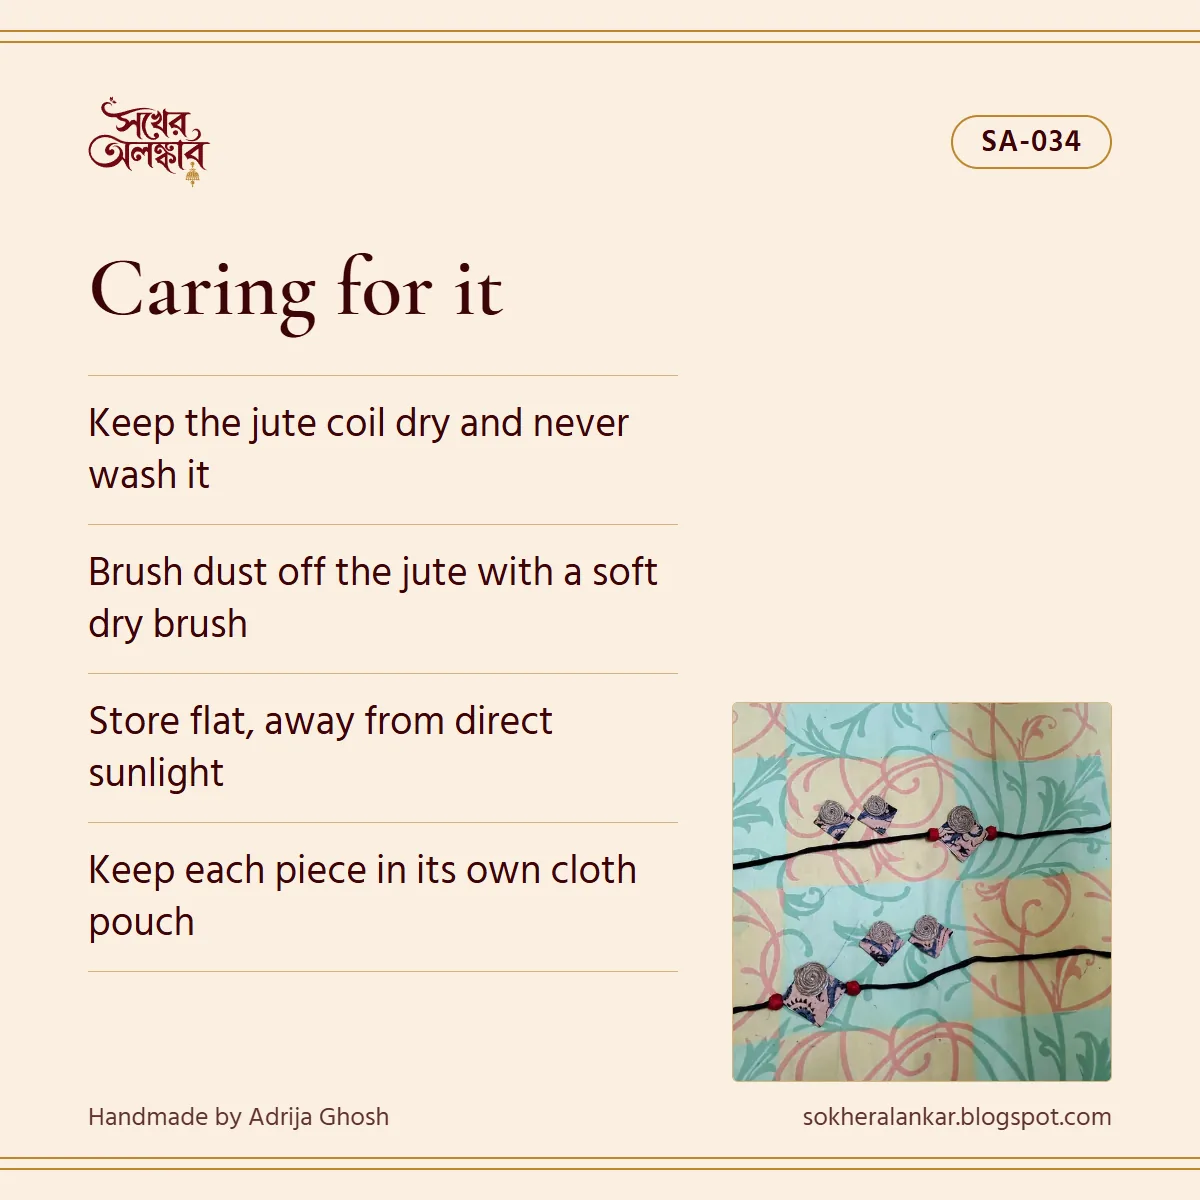 সখের
অলঙ্কার
SA-034
Caring for it
Keep the jute coil dry and never
wash it
Brush dust off the jute with a soft
dry brush
Store flat, away from direct
sunlight
Keep each piece in its own cloth
pouch
Handmade by Adrija Ghosh
sokheralankar.blogspot.com